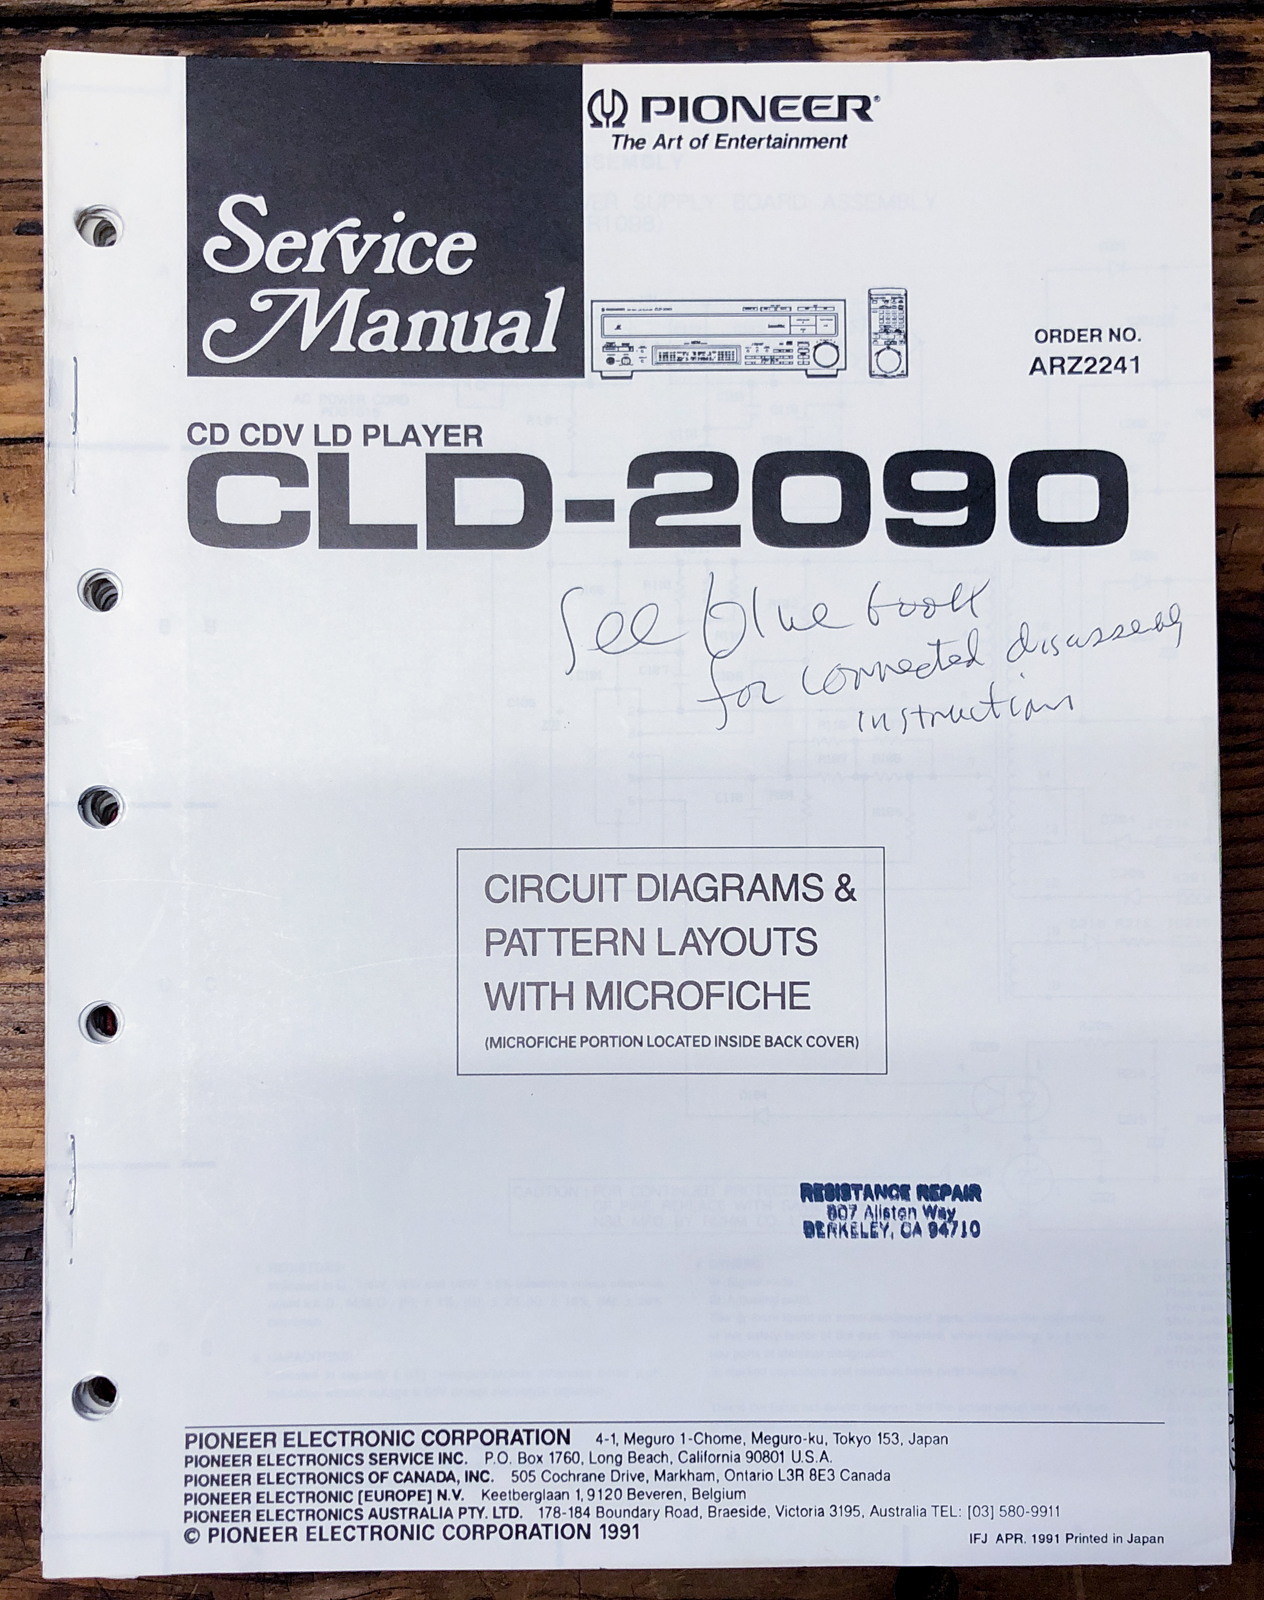 PIONEER®
The Art of Entertainment
Service
Manual
ORDER NO.
ARZ2241
CD CDV LD PLAYER
CLD-2090
See blue book
for connected
instructions
CIRCUIT DIAGRAMS &
PATTERN LAYOUTS
WITH MICROFICHE
(MICROFICHE PORTION LOCATED INSIDE BACK COVER)
RESISTANCE REPAIR
807 Allston Way
BERKELEY, CA 94710
PIONEER ELECTRONIC CORPORATION 4-1, Meguro 1-Chome, Meguro-ku, Tokyo 153, Japan
PIONEER ELECTRONICS SERVICE INC. P.O. Box 1760, Long Beach, California 90801 U.S.A.
PIONEER ELECTRONICS OF CANADA, INC. 505 Cochrane Drive, Markham, Ontario L3R 8E3 Canada
PIONEER ELECTRONIC [EUROPE] N.V. Keetberglaan 1, 9120 Beveren, Belgium
PIONEER ELECTRONICS AUSTRALIA PTY. LTD. 178-184 Boundary Road, Braeside, Victoria 3195, Australia TEL: [03] 580-9911
© PIONEER ELECTRONIC CORPORATION 1991
IFJ APR. 1991 Printed in Japan